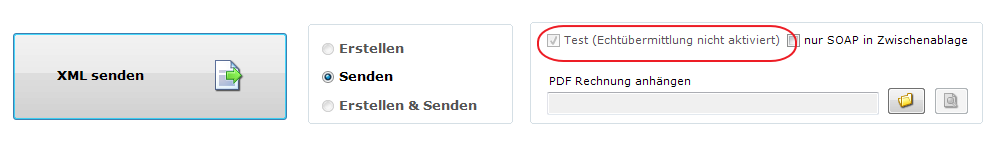 XML senden
Erstellen
Senden
Erstellen & Senden
Test (Echtübermittlung nicht aktiviert)
nur SOAP in Zwischenablage
PDF Rechnung anhängen